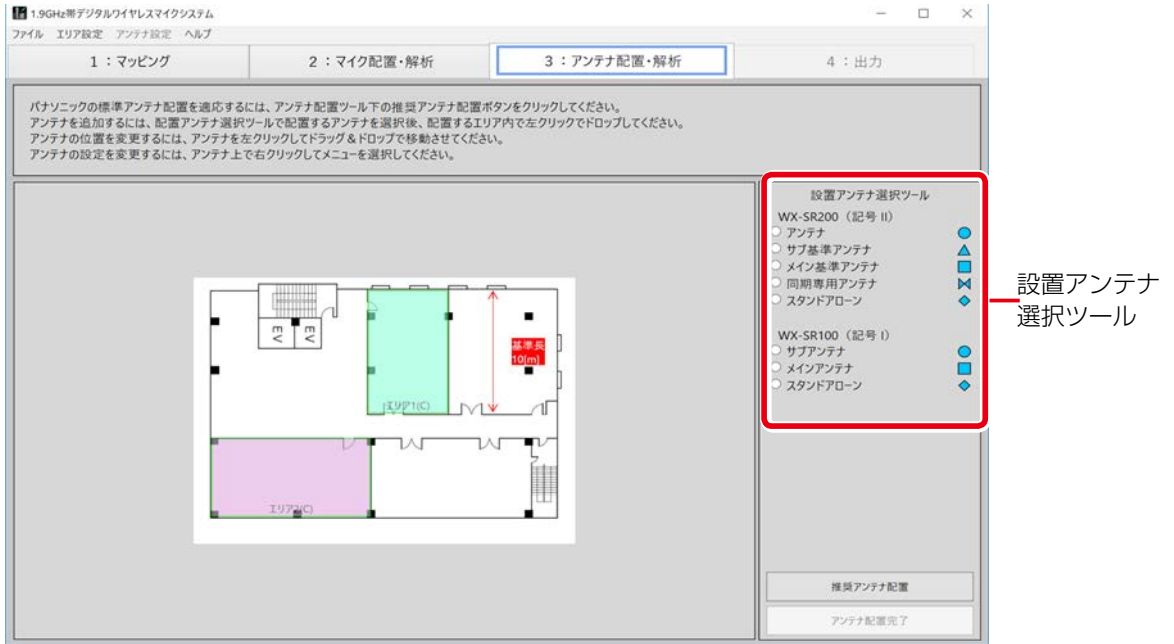 1.9GHz帯デジタルワイヤレスマイクシステム
ファイル エリア設定 アンテナ設定 ヘルプ
1：マッピング
2：マイク配置・解析
3：アンテナ配置・解析
4：出力
パナソニックの標準アンテナ配置を適応するには、アンテナ配置ツール下の推奨アンテナ配置ボタンをクリックしてください。
アンテナを追加するには、配置アンテナ選択ツールで配置するアンテナを選択後、配置するエリア内で左クリックでドロップしてください。
アンテナの位置を変更するには、アンテナを左クリックしてドラッグ＆ドロップで移動させてください。
アンテナの設定を変更するには、アンテナ上で右クリックしてメニューを選択してください。
EV
EV
基準長
10(m)
エリア1(C)
エリア2(C)
設置アンテナ選択ツール
WX-SR200（記号 II）
アンテナ
サブ基準アンテナ
メイン基準アンテナ
同期専用アンテナ
スタンドアローン
WX-SR100（記号 I）
サブアンテナ
メインアンテナ
スタンドアローン
推奨アンテナ配置
アンテナ配置完了
設置アンテナ
選択ツール